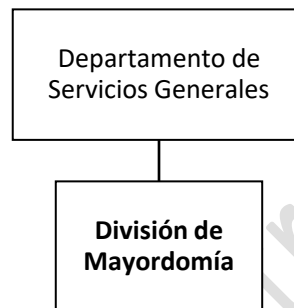 Departamento de
Servicios Generales
División de
Mayordomía